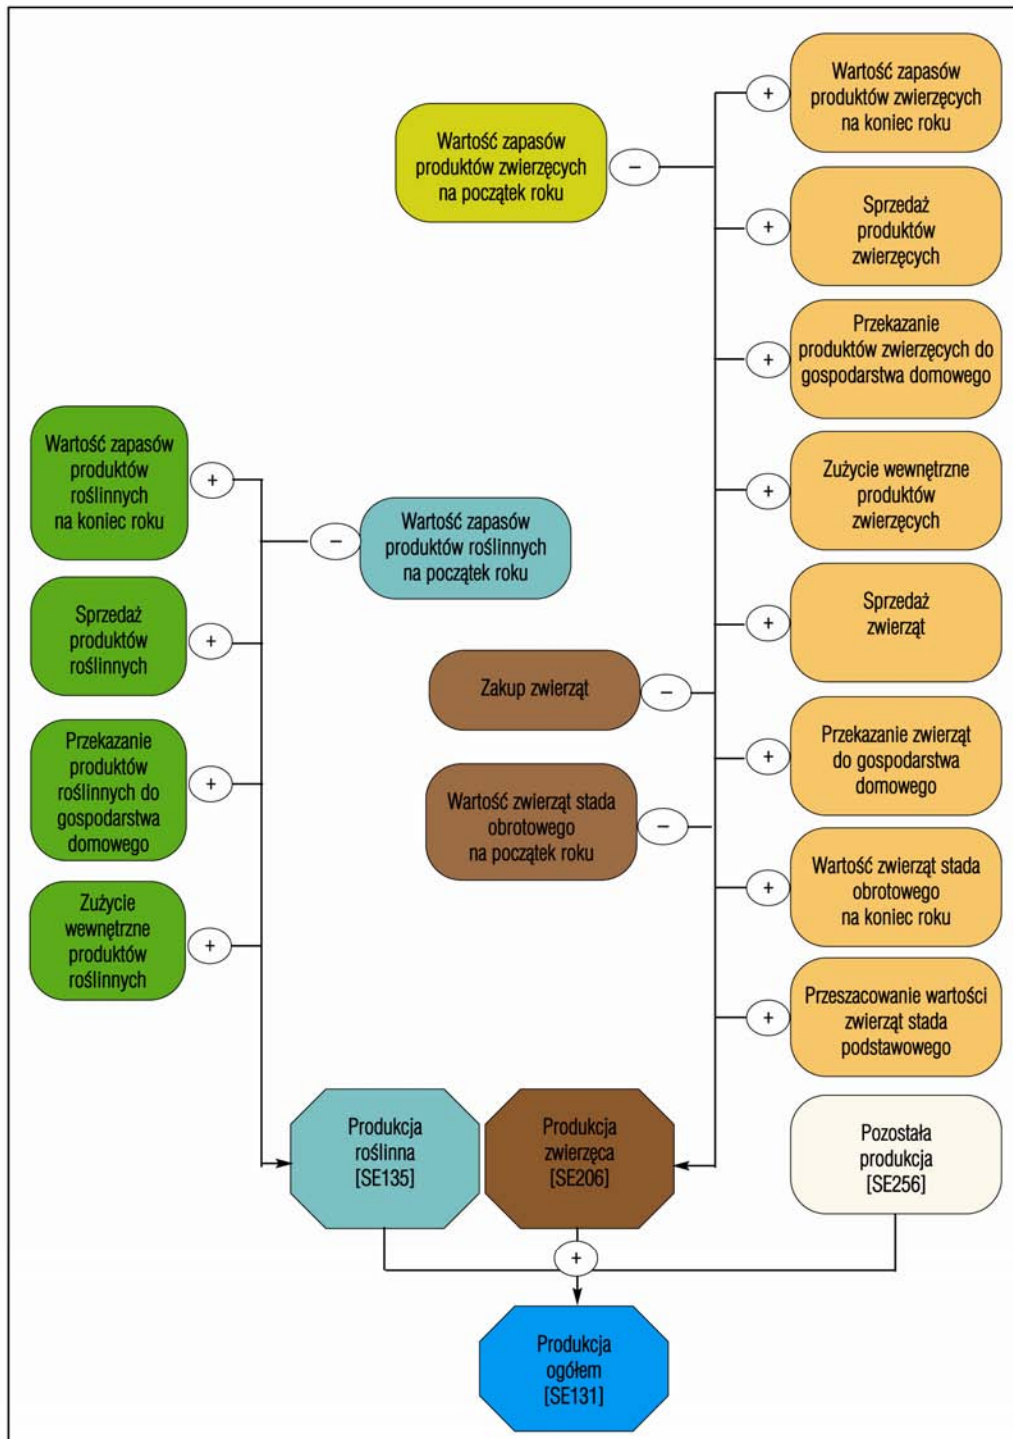 Wartość zapasów
produktów zwierzęcych
na koniec roku
+
Wartość zapasów
produktów zwierzęcych
na początek roku
−
Sprzedaż
produktów
zwierzęcych
+
Przekazanie
produktów zwierzęcych do
gospodarstwa domowego
+
Wartość zapasów
produktów
roślinnych
na koniec roku
+
Zużycie wewnętrzne
produktów
zwierzęcych
+
Wartość zapasów
produktów roślinnych
na początek roku
−
Sprzedaż
produktów
roślinnych
+
Sprzedaż
zwierząt
+
Zakup zwierząt
−
Przekazanie
produktów
roślinnych do
gospodarstwa
domowego
+
Przekazanie zwierząt
do gospodarstwa
domowego
+
Wartość zwierząt stada
obrotowego
na początek roku
−
Wartość zwierząt stada
obrotowego
na koniec roku
+
Zużycie
wewnętrzne
produktów
roślinnych
+
Przeszacowanie wartości
zwierząt stada
podstawowego
+
Produkcja
roślinna
[SE135]
Produkcja
zwierzęca
[SE206]
Pozostała
produkcja
[SE256]
+
Produkcja
ogółem
[SE131]